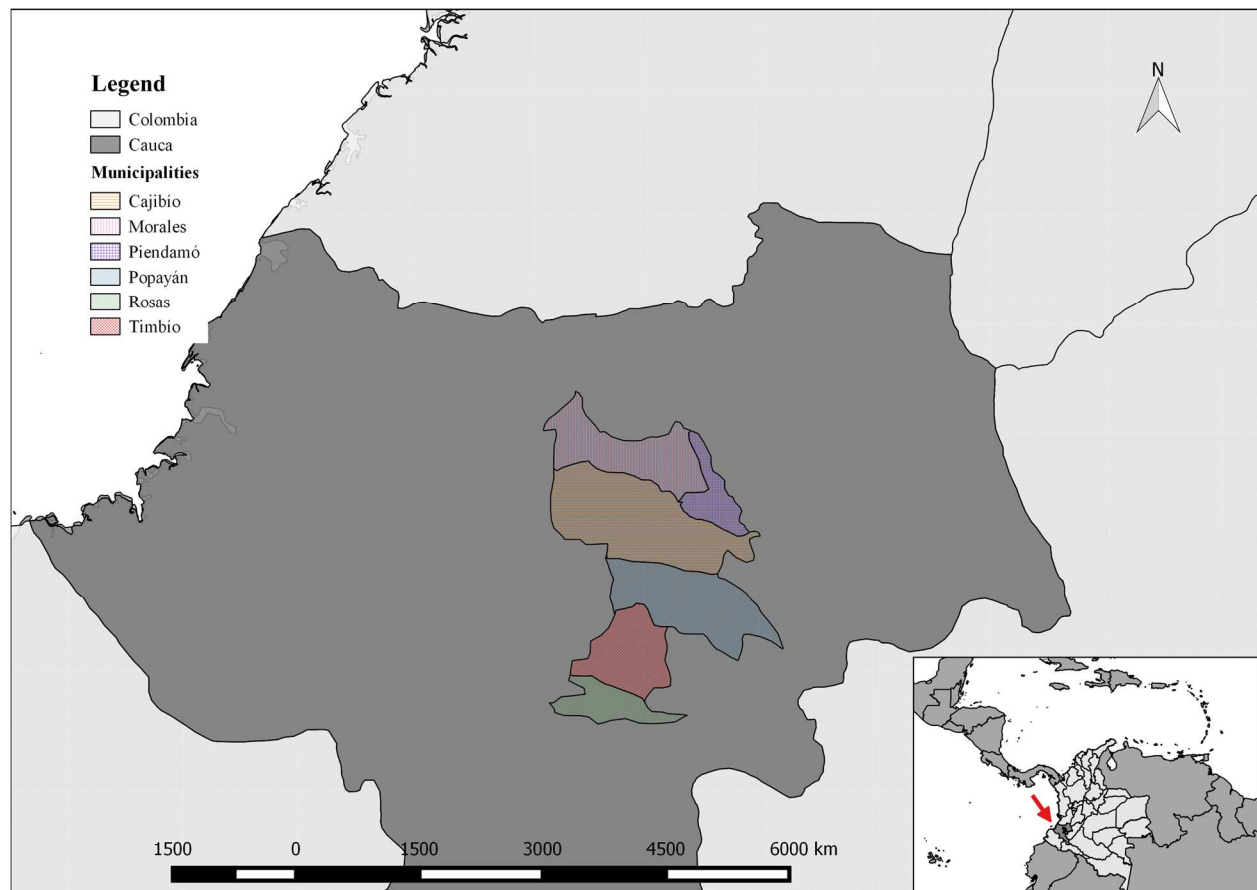 Legend
Colombia
Cauca
Municipalities
Cajibío
Morales
Piendamó
Popayán
Rosas
Timbío
N
1500 0 1500 3000 4500 6000 km